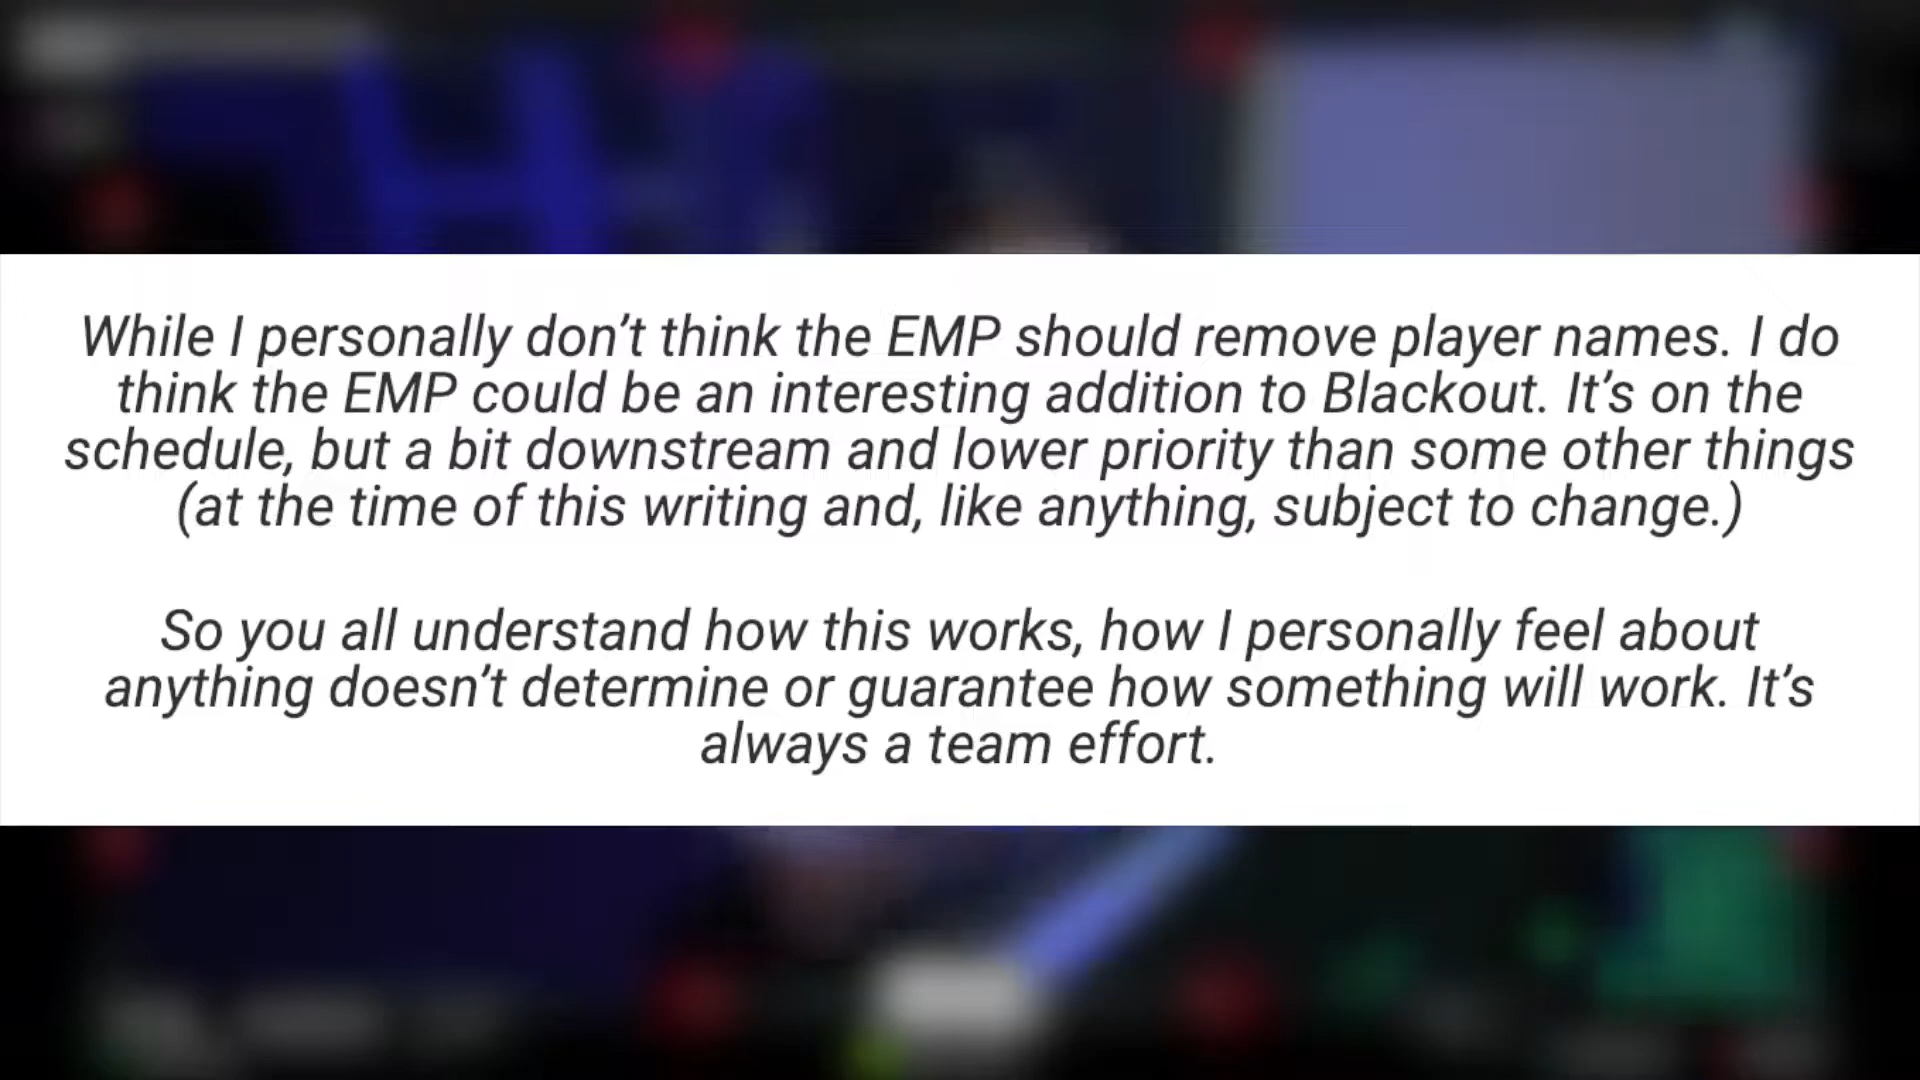 While I personally don’t think the EMP should remove player names. I do
think the EMP could be an interesting addition to Blackout. It’s on the
schedule, but a bit downstream and lower priority than some other things
(at the time of this writing and, like anything, subject to change.)
So you all understand how this works, how I personally feel about
anything doesn’t determine or guarantee how something will work. It’s
always a team effort.